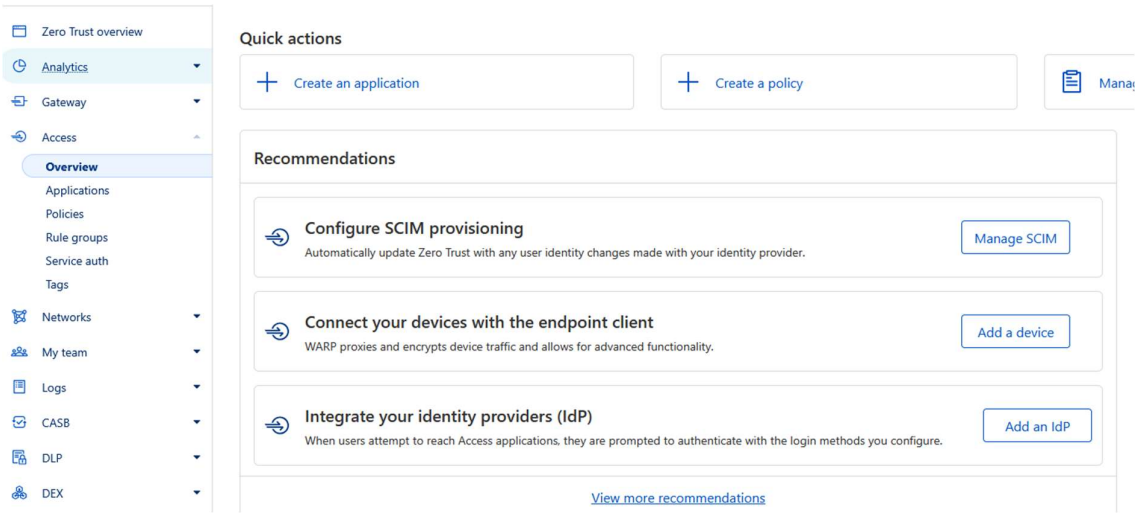 Zero Trust overview
Analytics
Gateway
Access
Overview
Applications
Policies
Rule groups
Service auth
Tags
Networks
My team
Logs
CASB
DLP
DEX
Quick actions
Create an application
Create a policy
Recommendations
Configure SCIM provisioning
Automatically update Zero Trust with any user identity changes made with your identity provider.
Manage SCIM
Connect your devices with the endpoint client
WARP proxies and encrypts device traffic and allows for advanced functionality.
Add a device
Integrate your identity providers (IdP)
When users attempt to reach Access applications, they are prompted to authenticate with the login methods you configure.
Add an IdP
View more recommendations